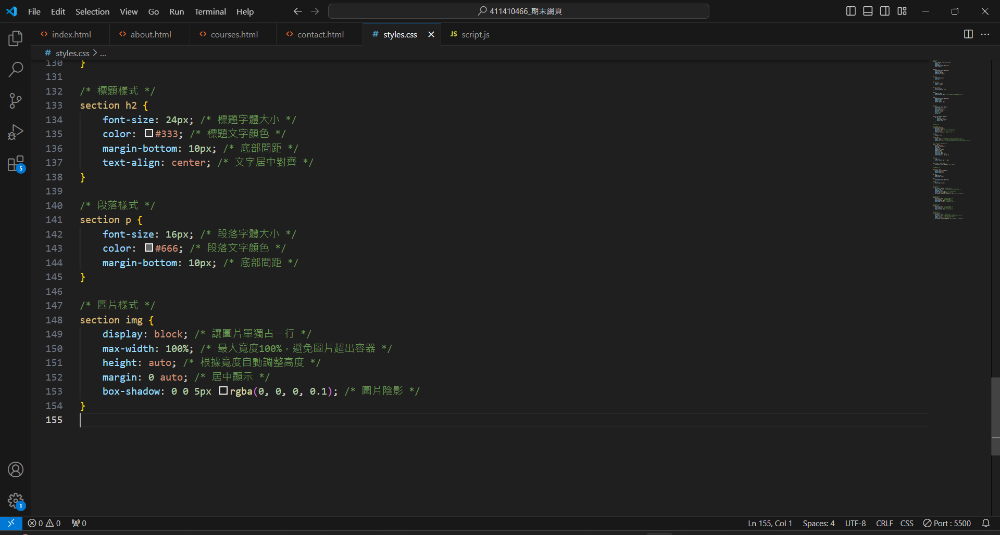 File Edit Selection View Go Run Terminal Help
411410466_期末網頁
index.html about.html courses.html contact.html # styles.css JS script.js
# styles.css > ...
130 }
131
132 /* 標題樣式 */
133 section h2 {
134 font-size: 24px; /* 標題字體大小 */
135 color: #333; /* 標題文字顏色 */
136 margin-bottom: 10px; /* 底部間距 */
137 text-align: center; /* 文字居中對齊 */
138 }
139
140 /* 段落樣式 */
141 section p {
142 font-size: 16px; /* 段落字體大小 */
143 color: #666; /* 段落文字顏色 */
144 margin-bottom: 10px; /* 底部間距 */
145 }
146
147 /* 圖片樣式 */
148 section img {
149 display: block; /* 讓圖片單獨占一行 */
150 max-width: 100%; /* 最大寬度100%，避免圖片超出容器 */
151 height: auto; /* 根據寬度自動調整高度 */
152 margin: 0 auto; /* 居中顯示 */
153 box-shadow: 0 0 5px rgba(0, 0, 0, 0.1); /* 圖片陰影 */
154 }
155
5
1
0 0 0 Ln 155, Col 1 Spaces: 4 UTF-8 CRLF CSS Port : 5500